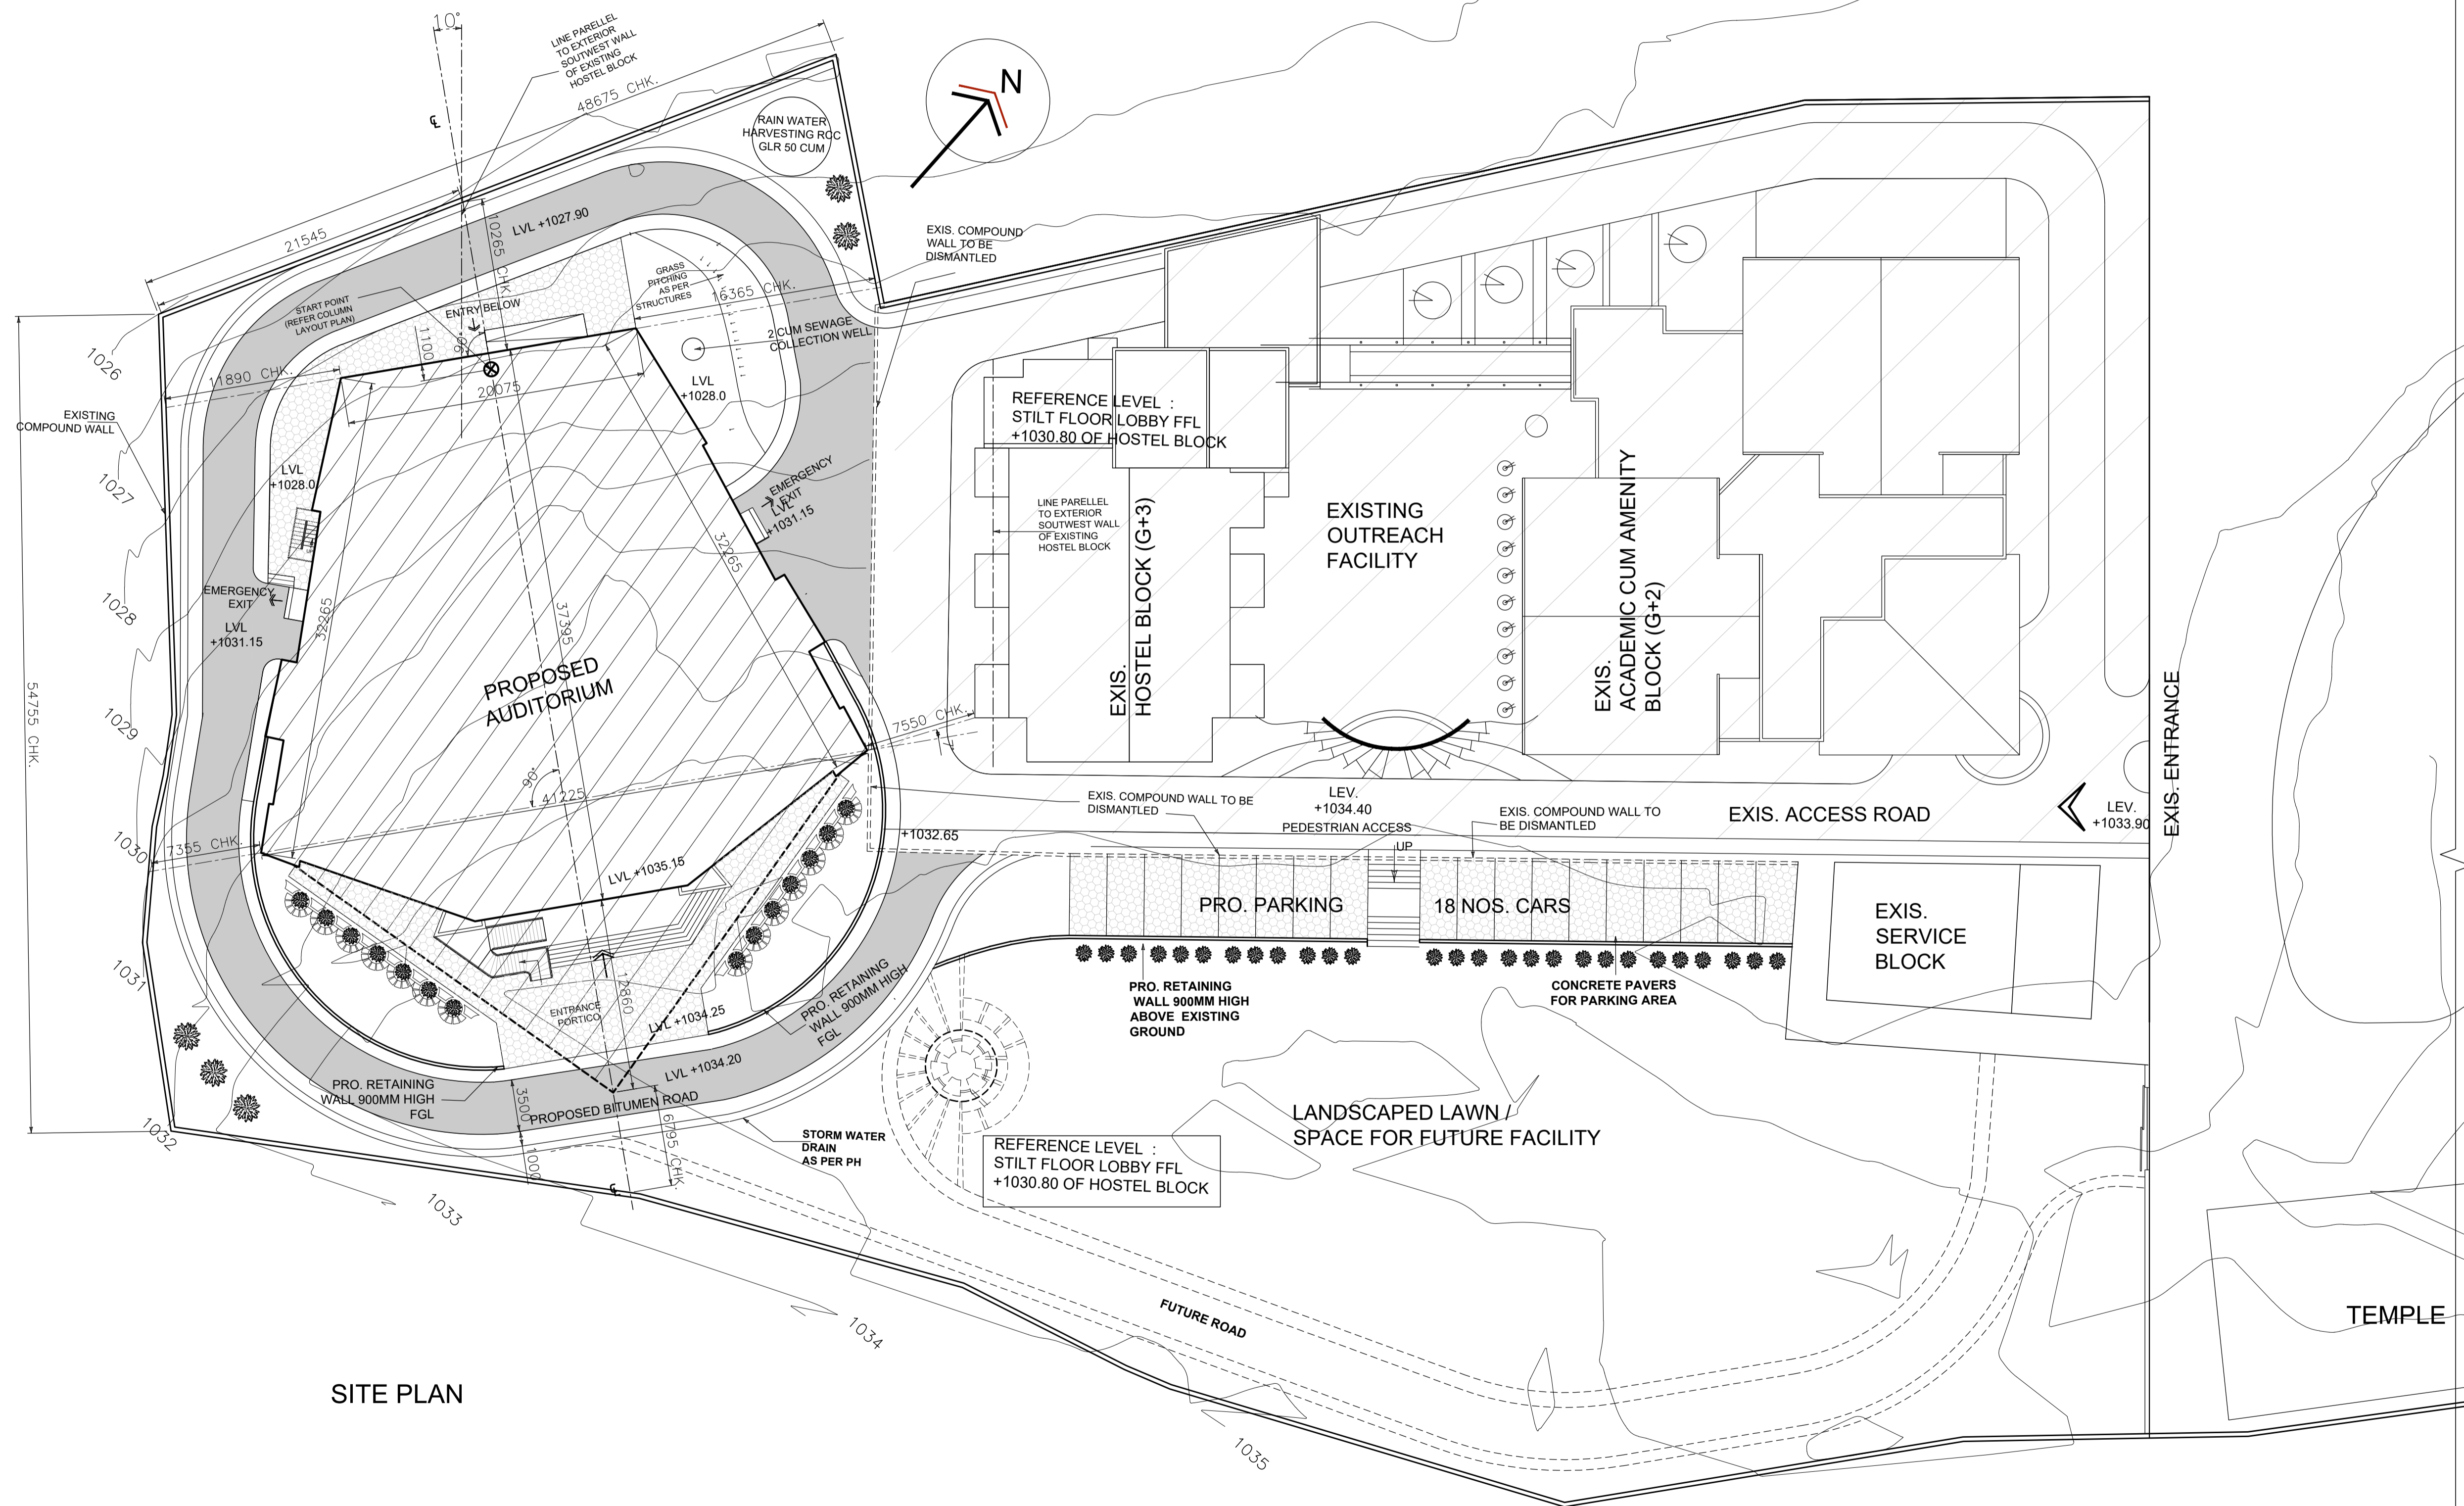 10°
LINE PARELLEL
TO EXTERIOR
SOUTWEST WALL
OF EXISTING
HOSTEL BLOCK
48675 CHK.
℄
N
RAIN WATER
HARVESTING RCC
GLR 50 CUM
21545
LVL +1027.90
10265 CHK.
EXIS. COMPOUND
WALL TO BE
DISMANTLED
GRASS
PITCHING
AS PER
STRUCTURES
16365 CHK.
START POINT
(REFER COLUMN
LAYOUT PLAN)
ENTRY BELOW
2 CUM SEWAGE
COLLECTION WELL
1100
1026
11890 CHK.
20075
LVL
+1028.0
EXISTING
COMPOUND WALL
REFERENCE LEVEL :
STILT FLOOR LOBBY FFL
+1030.80 OF HOSTEL BLOCK
LVL
+1028.0
1027
EMERGENCY
EXIT
LVL
+1031.15
LINE PARELLEL
TO EXTERIOR
SOUTWEST WALL
OF EXISTING
HOSTEL BLOCK
EXISTING
OUTREACH
FACILITY
EXIS.
HOSTEL BLOCK (G+3)
EXIS.
ACADEMIC CUM AMENITY
BLOCK (G+2)
32265
1028
EMERGENCY
EXIT
LVL
+1031.15
32265
37395
PROPOSED
AUDITORIUM
54755 CHK.
1029
7550 CHK.
EXIS. ENTRANCE
90°
41225
EXIS. COMPOUND WALL TO BE
DISMANTLED
LEV.
+1034.40
PEDESTRIAN ACCESS
UP
EXIS. COMPOUND WALL TO
BE DISMANTLED
EXIS. ACCESS ROAD
LEV.
+1033.90
+1032.65
1030
7355 CHK.
LVL +1035.15
PRO. PARKING
18 NOS. CARS
EXIS.
SERVICE
BLOCK
1031
PRO. RETAINING
WALL 900MM HIGH
FGL
PRO. RETAINING
WALL 900MM HIGH
ABOVE EXISTING
GROUND
CONCRETE PAVERS
FOR PARKING AREA
12860
ENTRANCE
PORTICO
LVL +1034.25
LVL +1034.20
PRO. RETAINING
WALL 900MM HIGH
FGL
3500
PROPOSED BITUMEN ROAD
6795 CHK.
1000
℄
STORM WATER
DRAIN
AS PER PH
LANDSCAPED LAWN /
SPACE FOR FUTURE FACILITY
REFERENCE LEVEL :
STILT FLOOR LOBBY FFL
+1030.80 OF HOSTEL BLOCK
1032
1033
1034
FUTURE ROAD
TEMPLE
SITE PLAN
1035